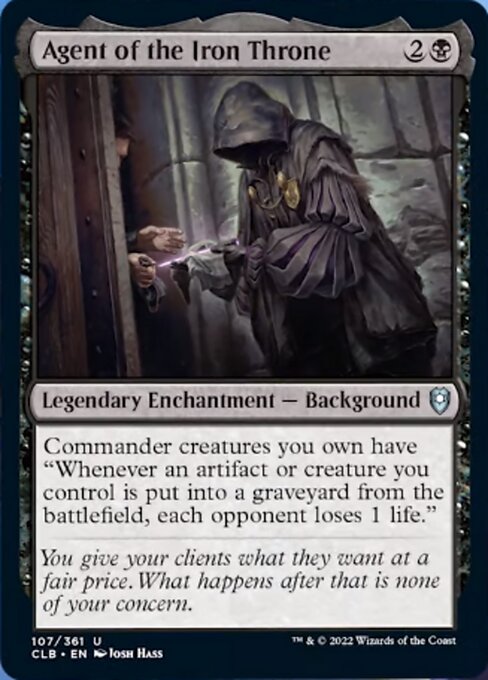 Agent of the Iron Throne 2
Legendary Enchantment — Background
Commander creatures you own have
“Whenever an artifact or creature you
control is put into a graveyard from the
battlefield, each opponent loses 1 life.”
You give your clients what they want at a
fair price. What happens after that is none
of your concern.
107/361 U
CLB • EN Josh Hass
™ & © 2022 Wizards of the Coast